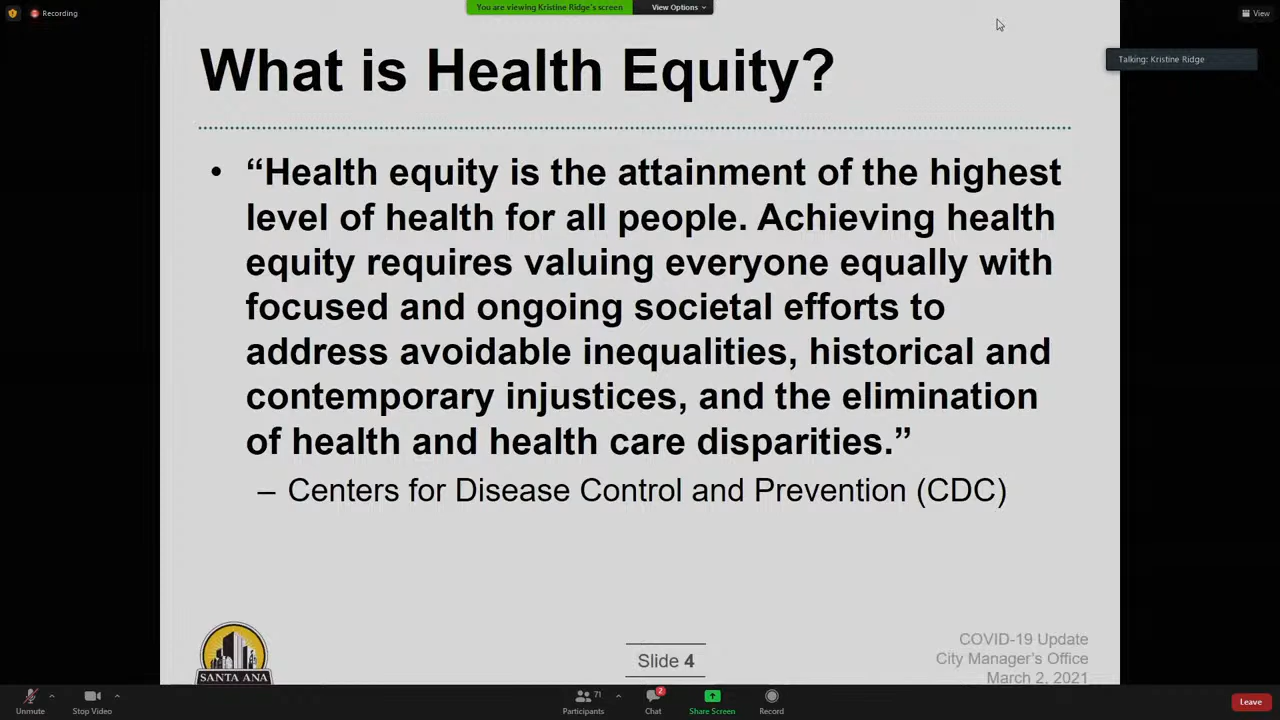 You are viewing Kristine Ridge's screen
View Options
Recording
View
Talking: Kristine Ridge
What is Health Equity?
• “Health equity is the attainment of the highest
level of health for all people. Achieving health
equity requires valuing everyone equally with
focused and ongoing societal efforts to
address avoidable inequalities, historical and
contemporary injustices, and the elimination
of health and health care disparities.”
– Centers for Disease Control and Prevention (CDC)
SANTA ANA
Slide 4
COVID-19 Update
City Manager's Office
March 2, 2021
Unmute
Stop Video
71
Participants
2
Chat
Share Screen
Record
Leave